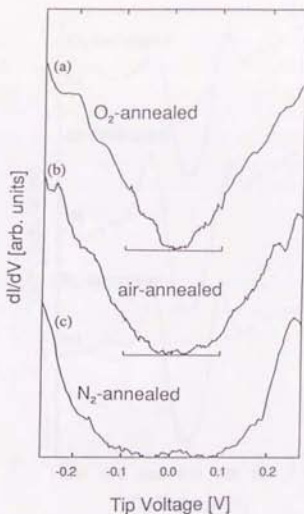 (a)
O₂-annealed
(b)
air-annealed
(c)
N₂-annealed
dI/dV [arb. units]
-0.2 -0.1 0.0 0.1 0.2
Tip Voltage [V]